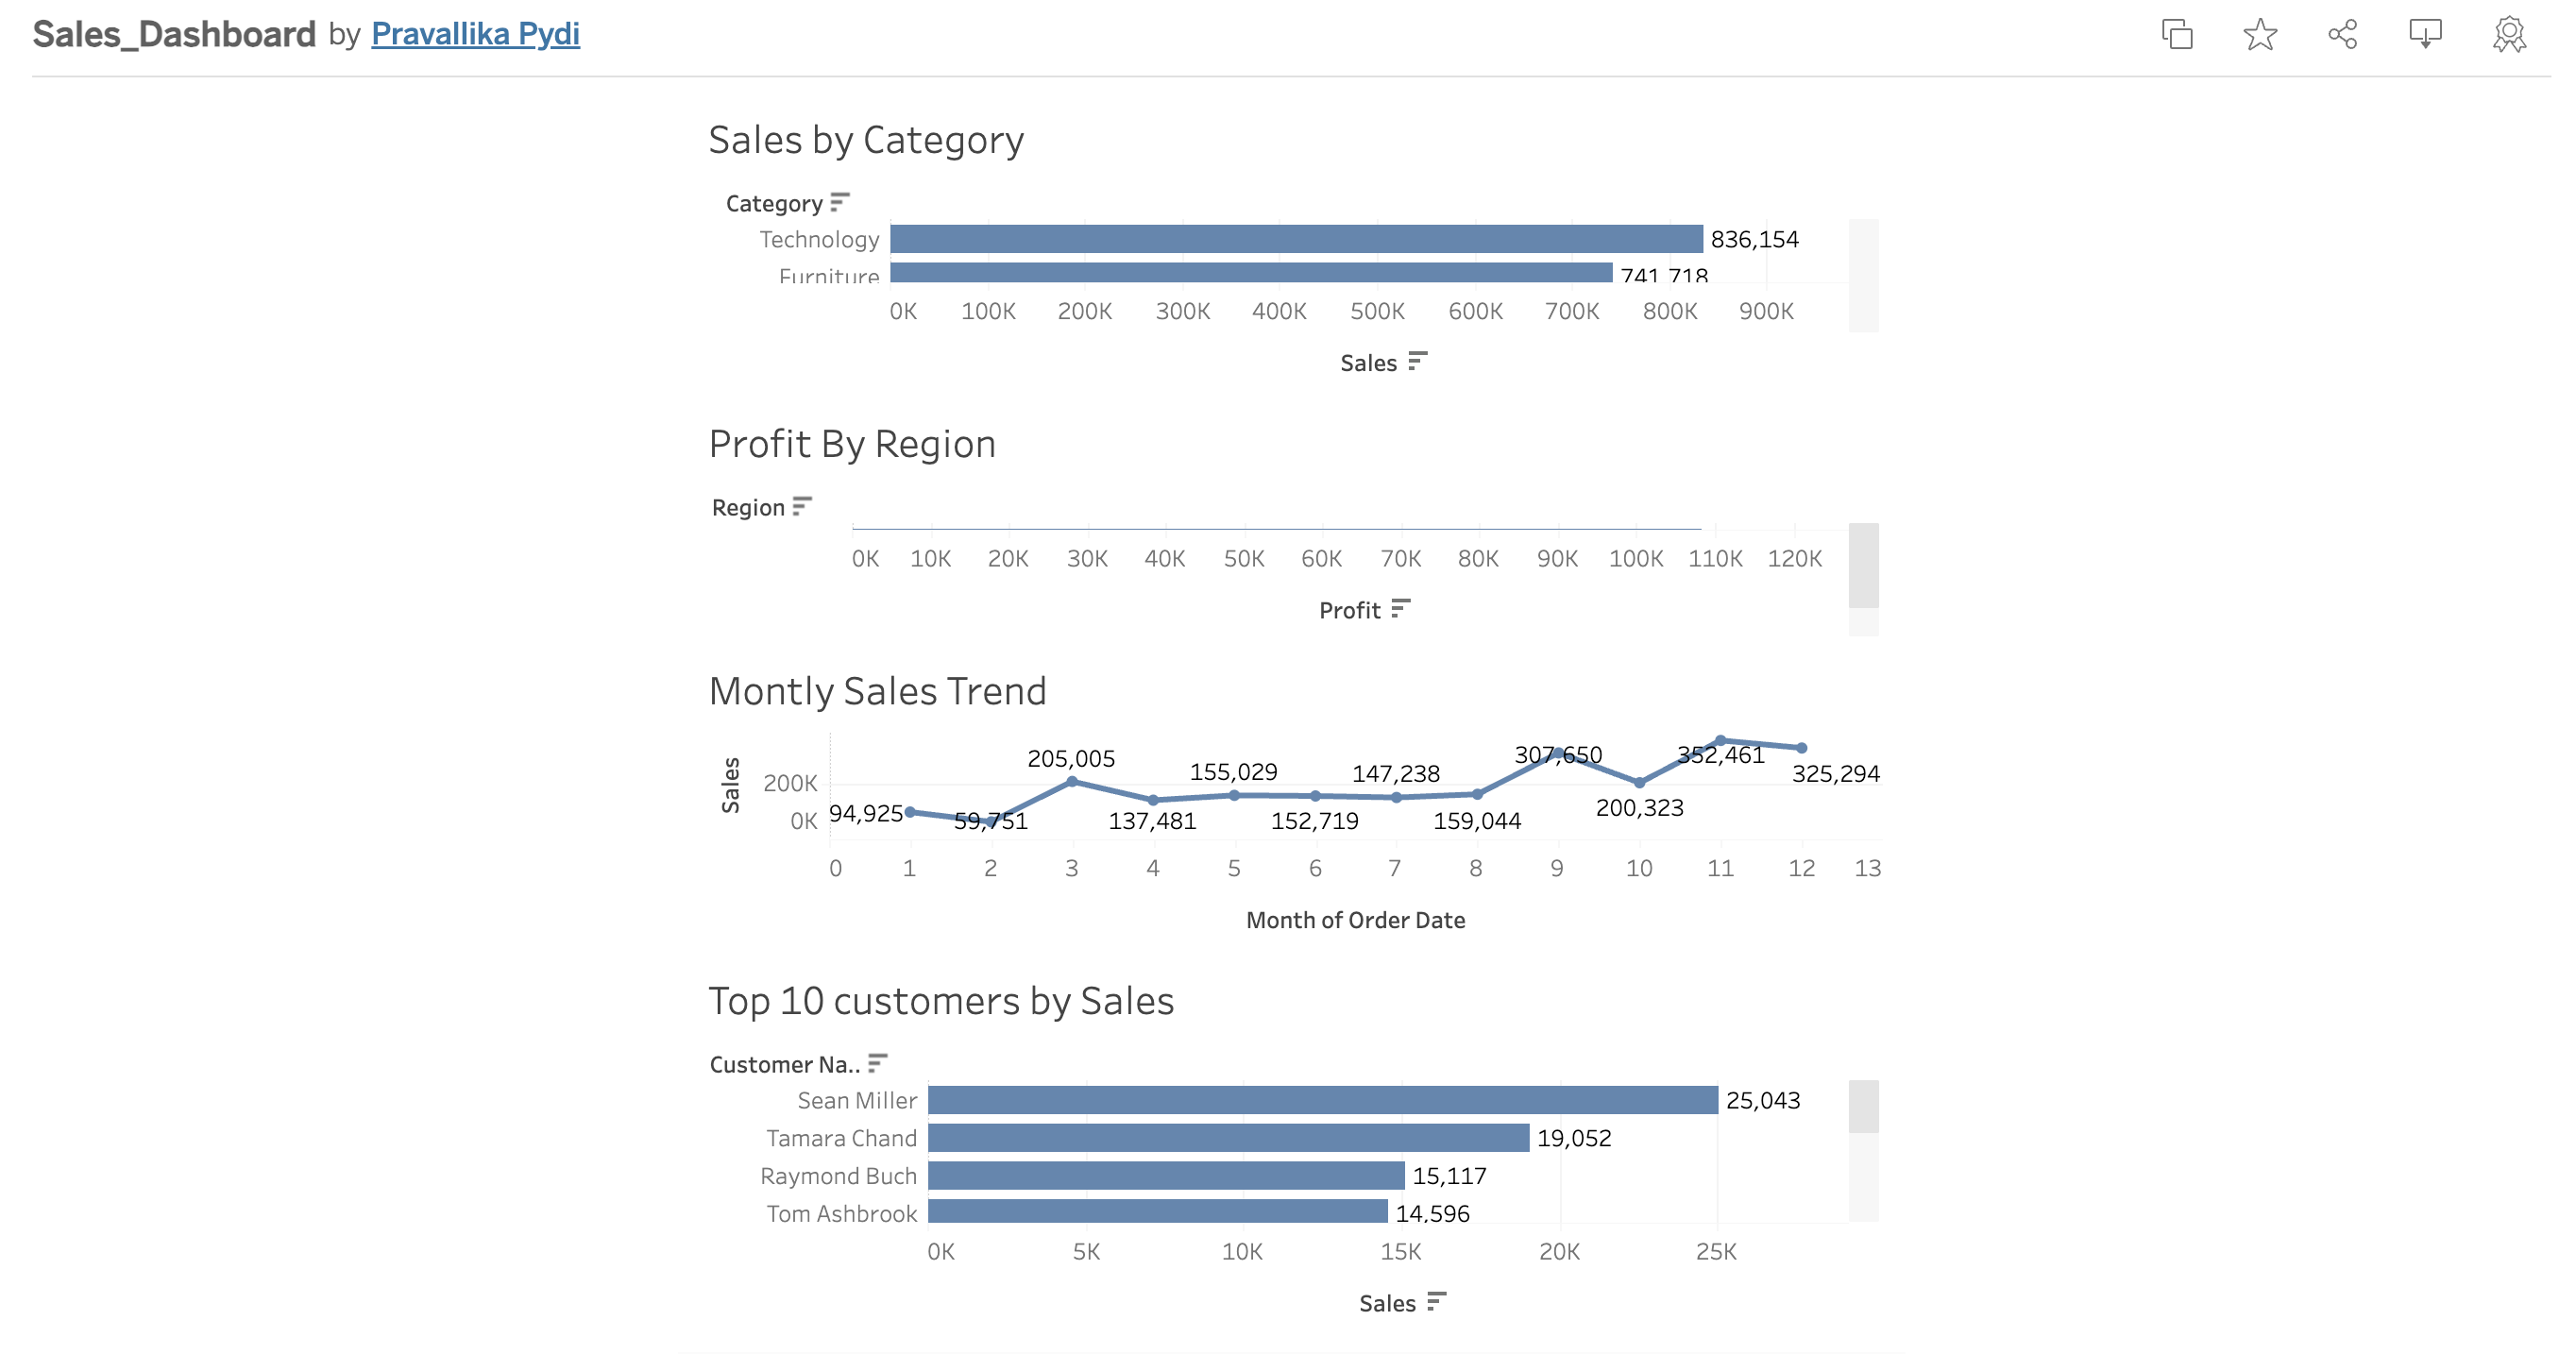 Sales_Dashboard by Pravallika Pydi
Sales by Category
Category
Technology 836,154
Furniture 741,718
0K 100K 200K 300K 400K 500K 600K 700K 800K 900K
Sales
Profit By Region
Region
0K 10K 20K 30K 40K 50K 60K 70K 80K 90K 100K 110K 120K
Profit
Montly Sales Trend
Sales
200K
0K
94,925 59,751 205,005 137,481 155,029 152,719 147,238 159,044 307,650 200,323 352,461 325,294
0 1 2 3 4 5 6 7 8 9 10 11 12 13
Month of Order Date
Top 10 customers by Sales
Customer Na..
Sean Miller 25,043
Tamara Chand 19,052
Raymond Buch 15,117
Tom Ashbrook 14,596
0K 5K 10K 15K 20K 25K
Sales